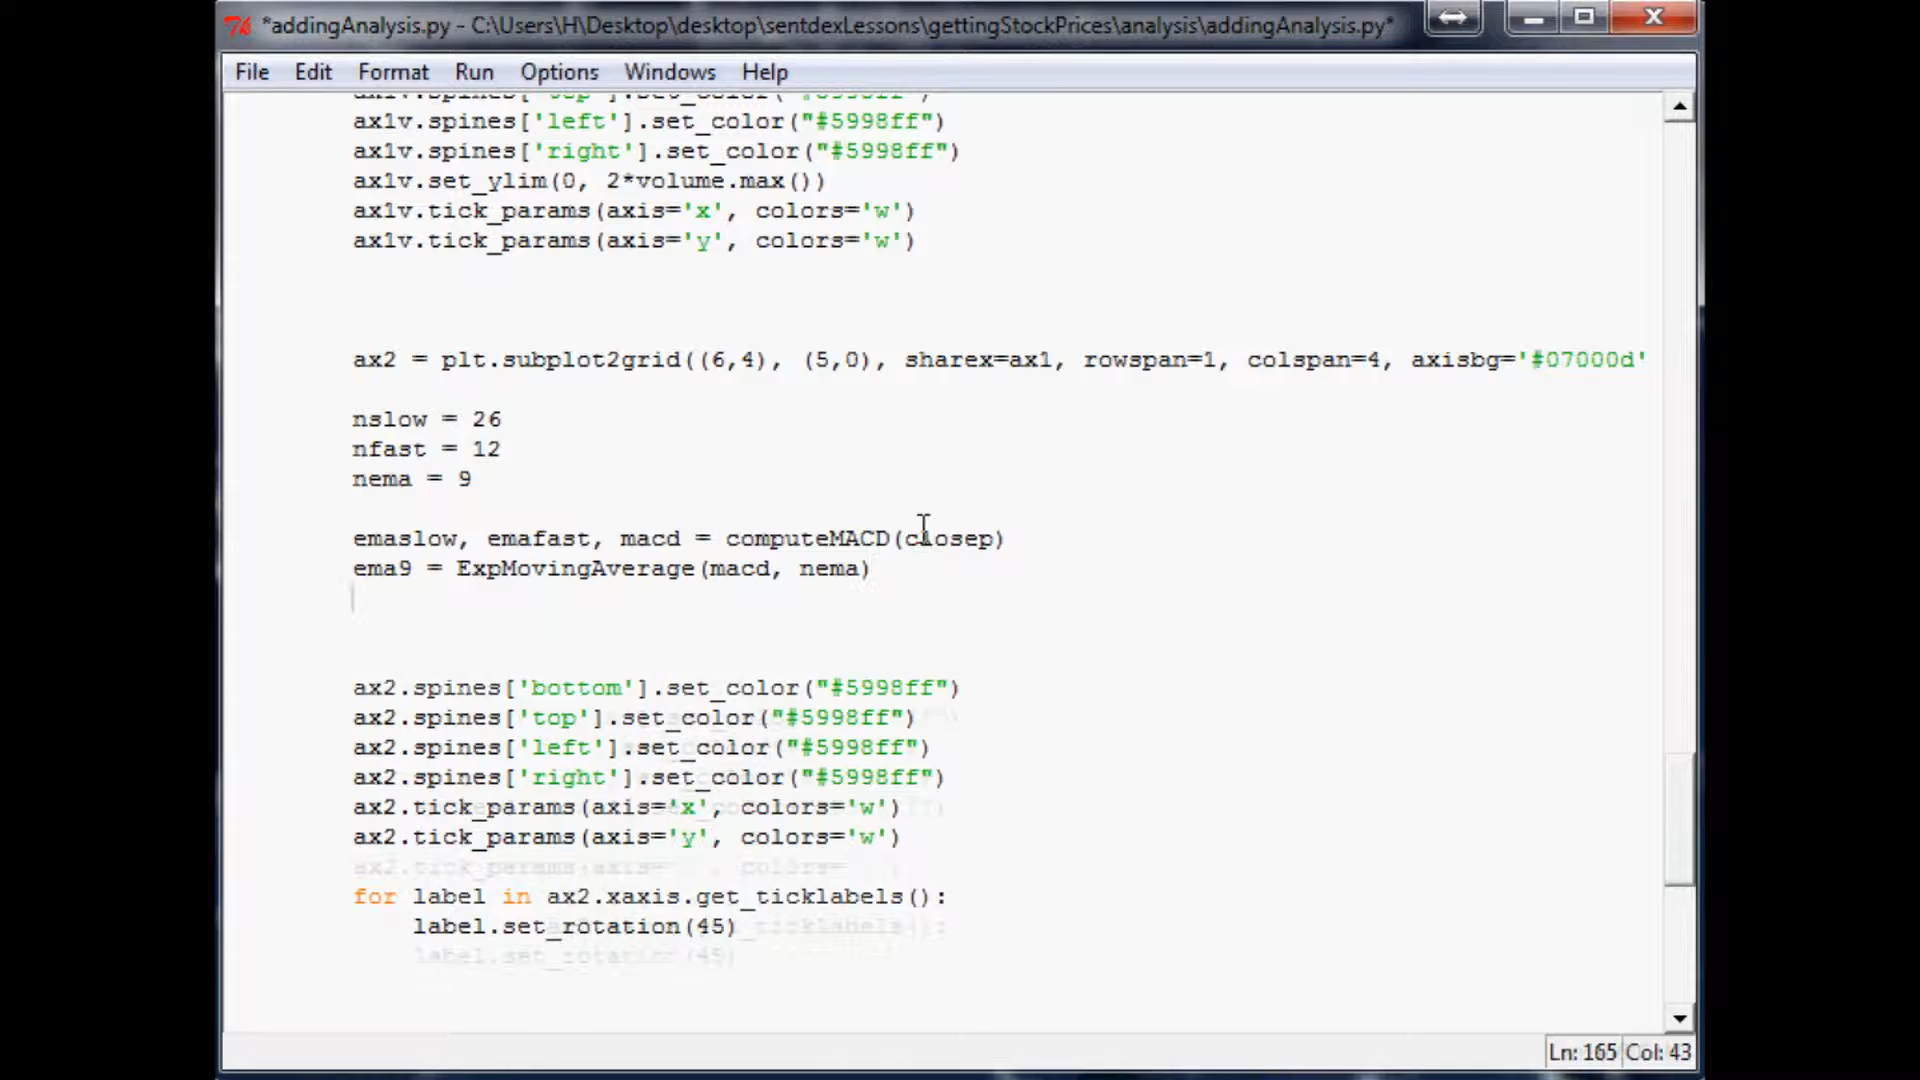 *addingAnalysis.py - C:\Users\H\Desktop\desktop\sentdexLessons\gettingStockPrices\analysis\addingAnalysis.py*
File Edit Format Run Options Windows Help
ax1v.spines['top'].set_color("#5998ff")
ax1v.spines['left'].set_color("#5998ff")
ax1v.spines['right'].set_color("#5998ff")
ax1v.set_ylim(0, 2*volume.max())
ax1v.tick_params(axis='x', colors='w')
ax1v.tick_params(axis='y', colors='w')
ax2 = plt.subplot2grid((6,4), (5,0), sharex=ax1, rowspan=1, colspan=4, axisbg='#07000d'
nslow = 26
nfast = 12
nema = 9
emaslow, emafast, macd = computeMACD(closep)
ema9 = ExpMovingAverage(macd, nema)
ax2.spines['bottom'].set_color("#5998ff")
ax2.spines['top'].set_color("#5998ff")
ax2.spines['left'].set_color("#5998ff")
ax2.spines['right'].set_color("#5998ff")
ax2.tick_params(axis='x', colors='w')
ax2.tick_params(axis='y', colors='w')
for label in ax2.xaxis.get_ticklabels():
label.set_rotation(45)
Ln: 165 Col: 43